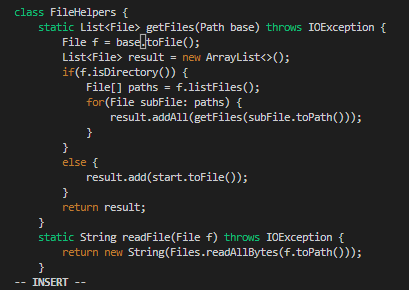 class FileHelpers {
    static List<File> getFiles(Path base) throws IOException {
        File f = base.toFile();
        List<File> result = new ArrayList<>();
        if(f.isDirectory()) {
            File[] paths = f.listFiles();
            for(File subFile: paths) {
                result.addAll(getFiles(subFile.toPath()));
            }
        }
        else {
            result.add(start.toFile());
        }
        return result;
    }
    static String readFile(File f) throws IOException {
        return new String(Files.readAllBytes(f.toPath()));
    }
-- INSERT --